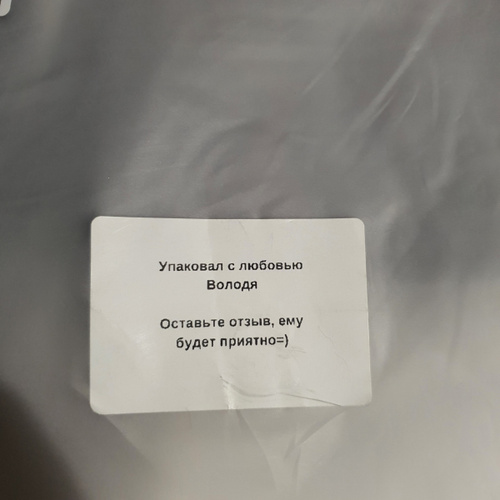 Упаковал с любовью
Володя
Оставьте отзыв, ему
будет приятно=)